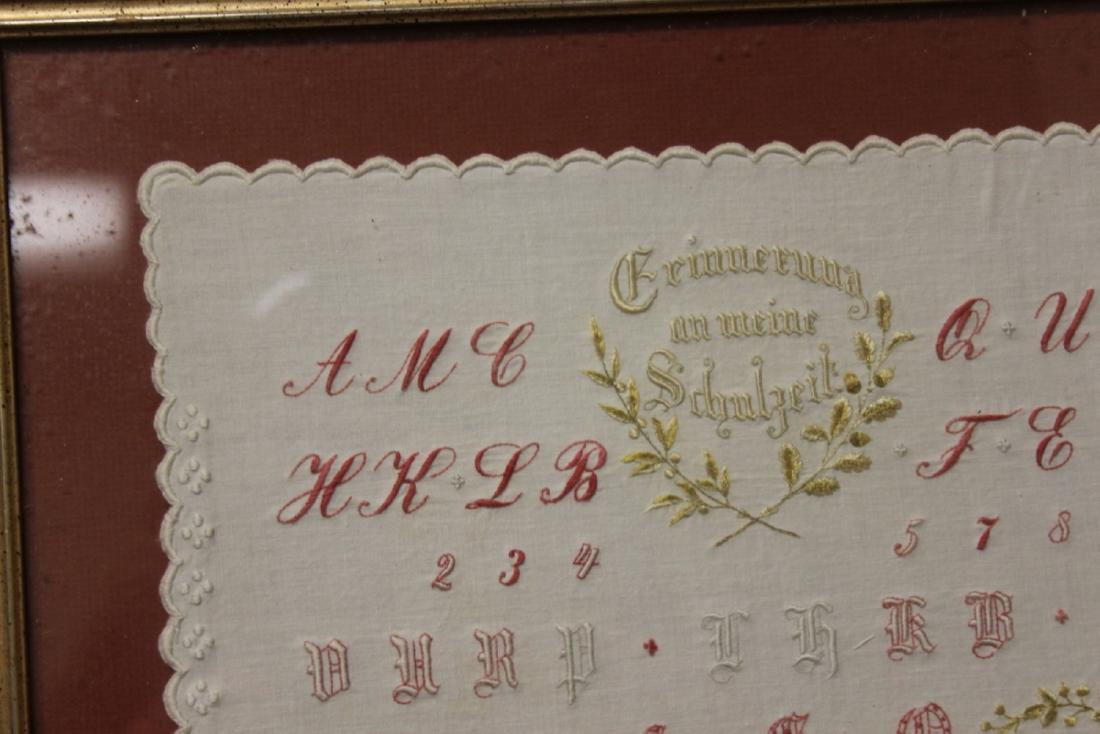 Erinnerung
an meine
Schulzeit.
A M C Q U
H K L B F E
2 3 4 5 7 8
K B